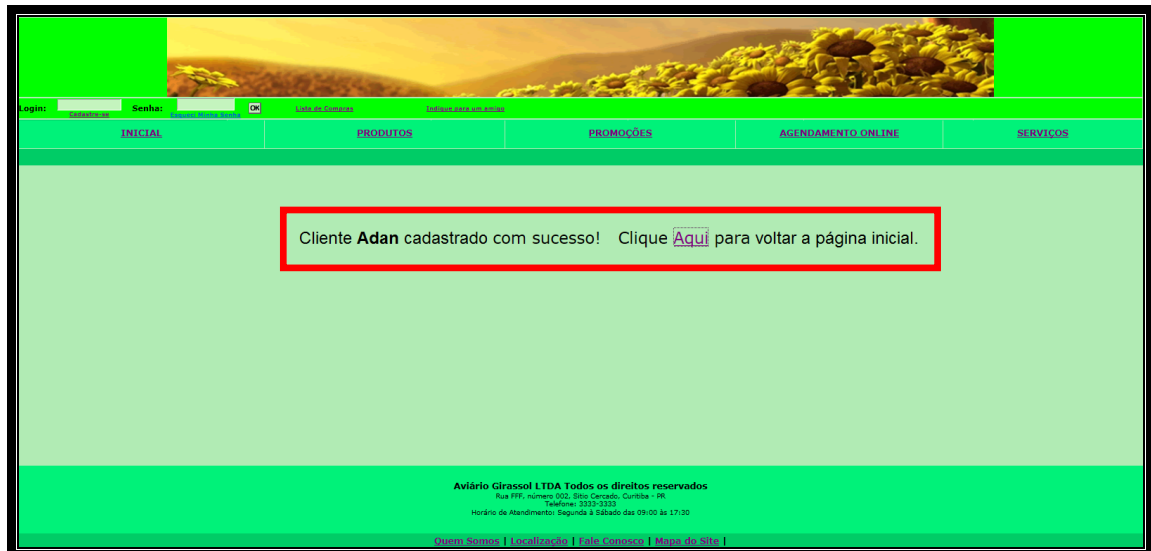 Login: Senha: OK Lista de Compras Indique para um amigo
Cadastre-se Esqueci Minha Senha
INICIAL PRODUTOS PROMOÇÕES AGENDAMENTO ONLINE SERVIÇOS
Cliente Adan cadastrado com sucesso! Clique Aqui para voltar a página inicial.
Aviário Girassol LTDA Todos os direitos reservados
Rua FFF, número 002, Sitio Cercado, Curitiba - PR
Telefone: 3333-3333
Horário de Atendimento: Segunda à Sábado das 09:00 às 17:30
Quem Somos | Localização | Fale Conosco | Mapa do Site |